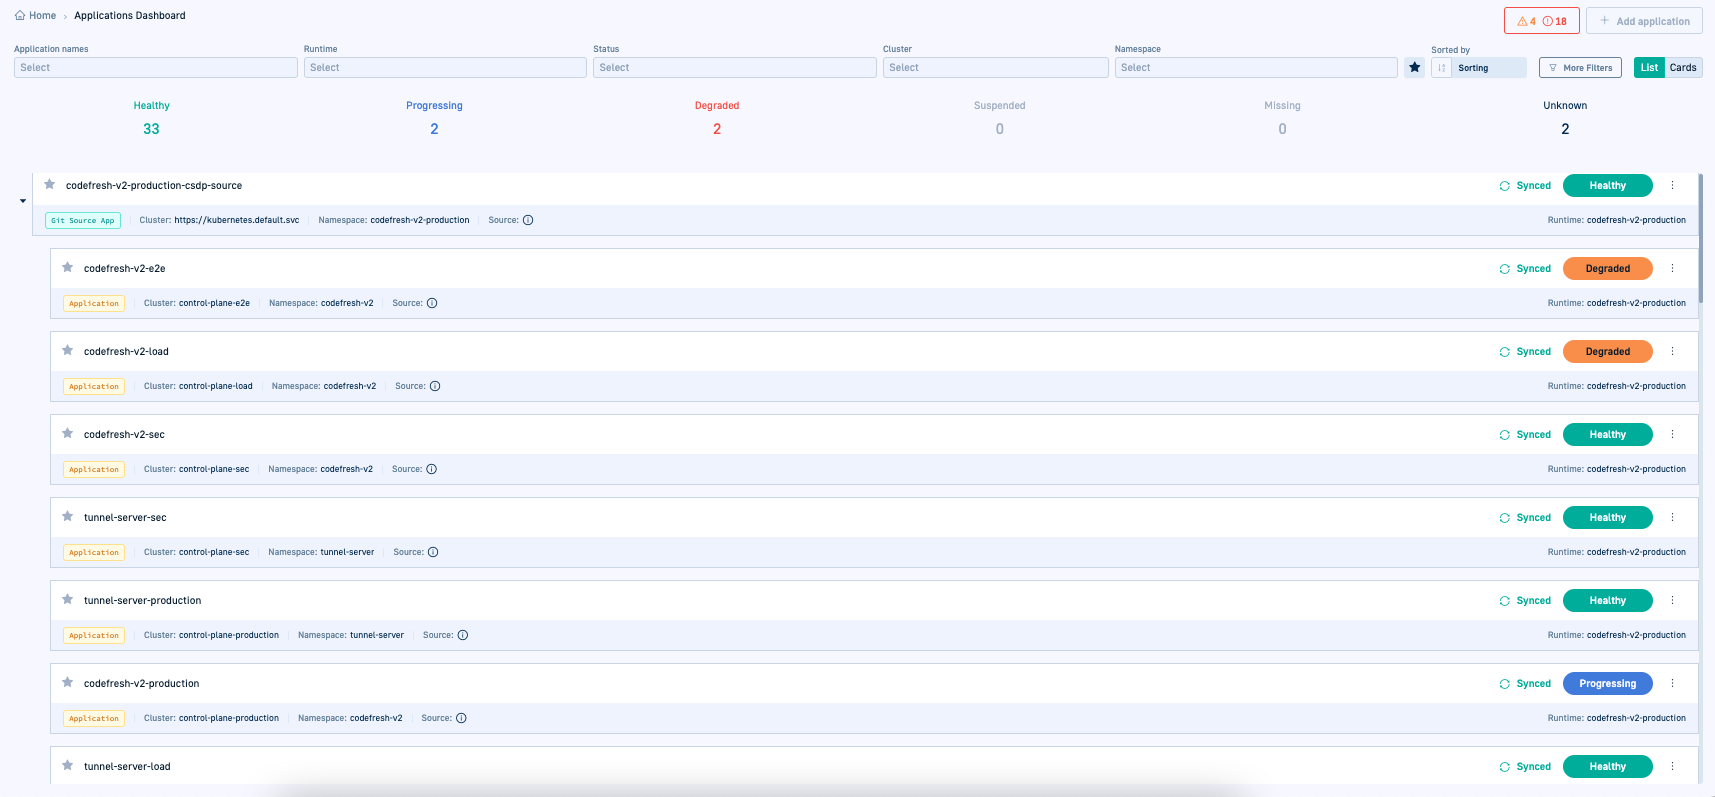 Home › Applications Dashboard
4 18
+ Add application
Application names Runtime Status Cluster Namespace Sorted by
Select Select Select Select Select Sorting More Filters List Cards
Healthy Progressing Degraded Suspended Missing Unknown
33 2 2 0 0 2
codefresh-v2-production-csdp-source Synced Healthy
Git Source App Cluster: https://kubernetes.default.svc Namespace: codefresh-v2-production Source: Runtime: codefresh-v2-production
codefresh-v2-e2e Synced Degraded
Application Cluster: control-plane-e2e Namespace: codefresh-v2 Source: Runtime: codefresh-v2-production
codefresh-v2-load Synced Degraded
Application Cluster: control-plane-load Namespace: codefresh-v2 Source: Runtime: codefresh-v2-production
codefresh-v2-sec Synced Healthy
Application Cluster: control-plane-sec Namespace: codefresh-v2 Source: Runtime: codefresh-v2-production
tunnel-server-sec Synced Healthy
Application Cluster: control-plane-sec Namespace: tunnel-server Source: Runtime: codefresh-v2-production
tunnel-server-production Synced Healthy
Application Cluster: control-plane-production Namespace: tunnel-server Source: Runtime: codefresh-v2-production
codefresh-v2-production Synced Progressing
Application Cluster: control-plane-production Namespace: codefresh-v2 Source: Runtime: codefresh-v2-production
tunnel-server-load Synced Healthy